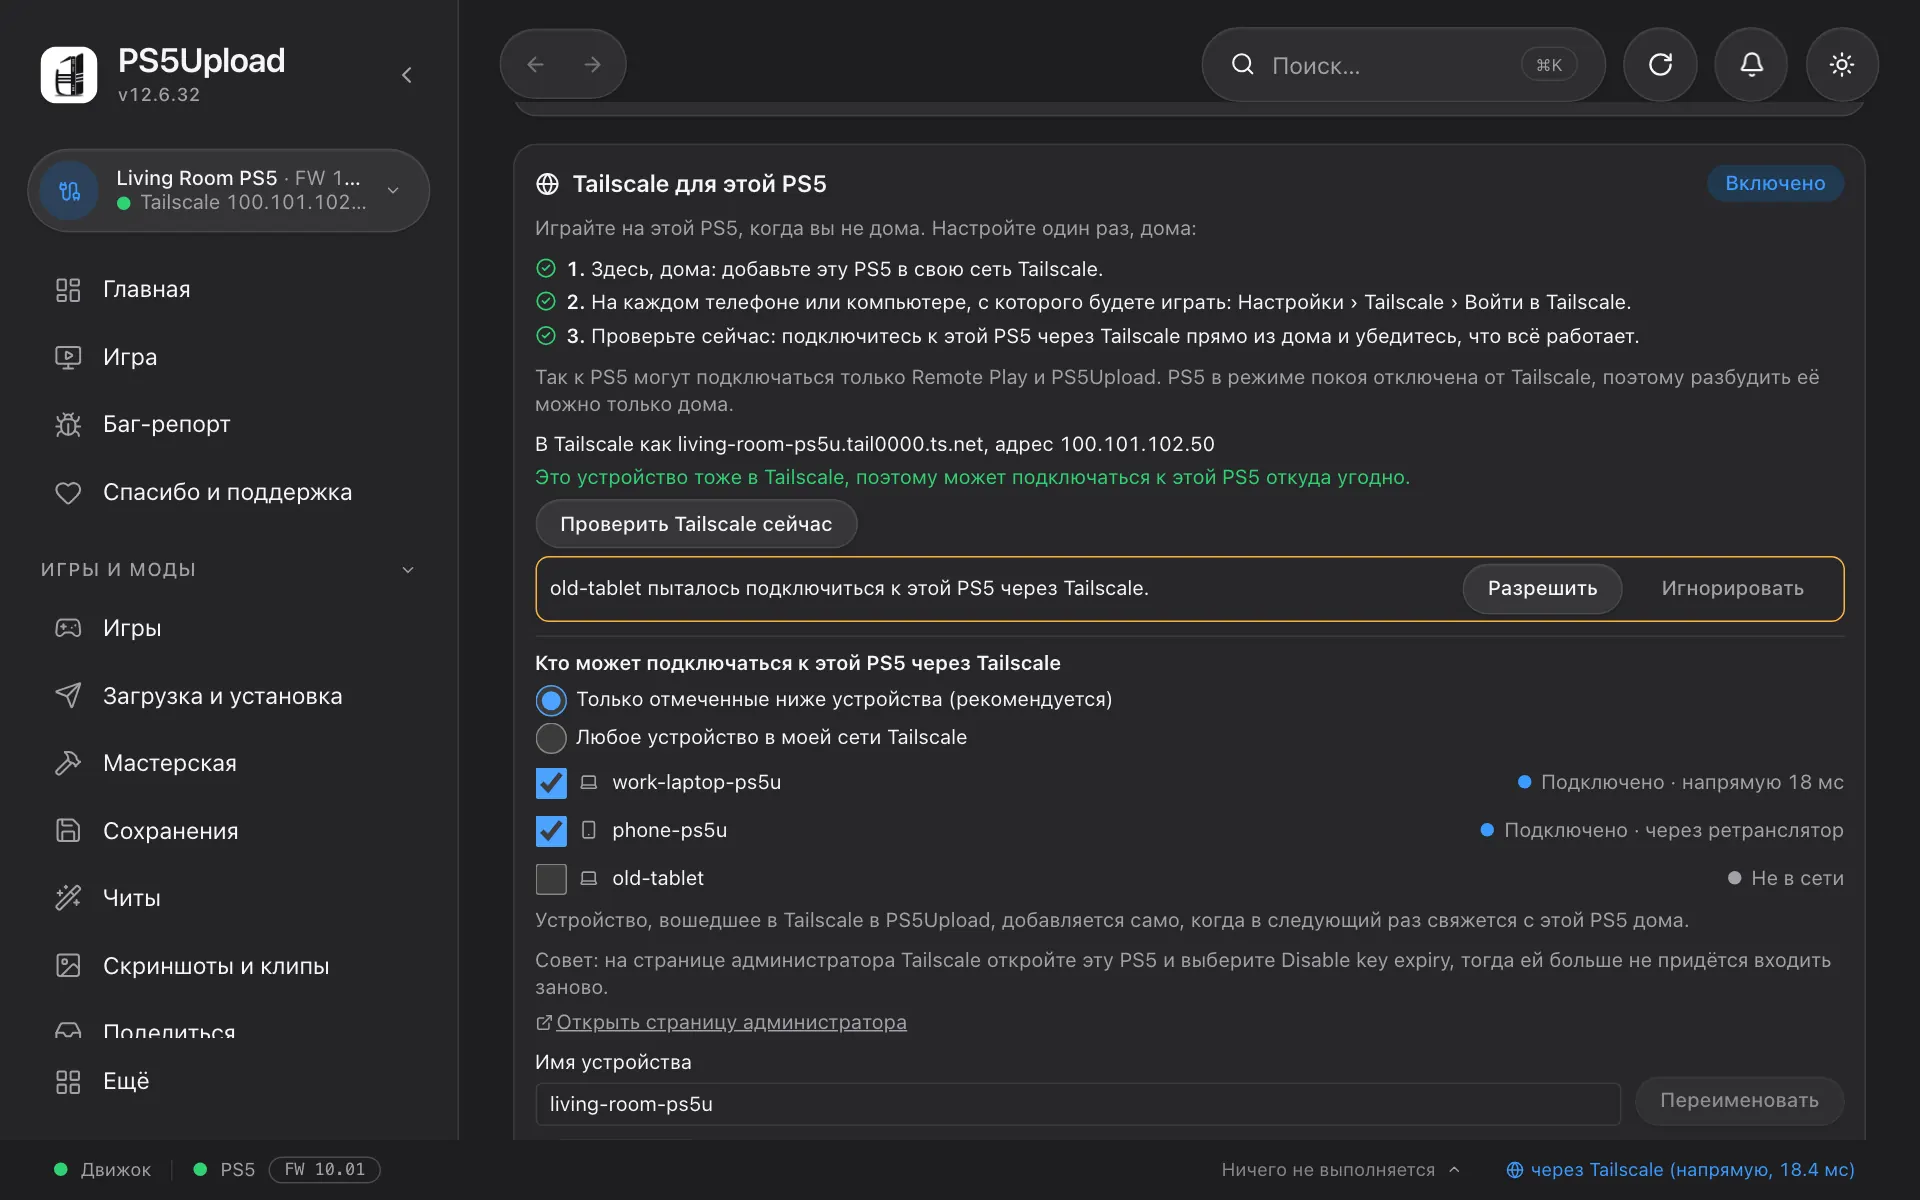 PS5Upload
v12.6.32
Living Room PS5 · FW 1...
Tailscale 100.101.102...
Главная
Игра
Баг-репорт
Спасибо и поддержка
ИГРЫ И МОДЫ
Игры
Загрузка и установка
Мастерская
Сохранения
Читы
Скриншоты и клипы
Поделиться
Ещё
Поиск...
⌘K
Tailscale для этой PS5
Включено
Играйте на этой PS5, когда вы не дома. Настройте один раз, дома:
1. Здесь, дома: добавьте эту PS5 в свою сеть Tailscale.
2. На каждом телефоне или компьютере, с которого будете играть: Настройки › Tailscale › Войти в Tailscale.
3. Проверьте сейчас: подключитесь к этой PS5 через Tailscale прямо из дома и убедитесь, что всё работает.
Так к PS5 могут подключаться только Remote Play и PS5Upload. PS5 в режиме покоя отключена от Tailscale, поэтому разбудить её
можно только дома.
В Tailscale как living-room-ps5u.tail0000.ts.net, адрес 100.101.102.50
Это устройство тоже в Tailscale, поэтому может подключаться к этой PS5 откуда угодно.
Проверить Tailscale сейчас
old-tablet пыталось подключиться к этой PS5 через Tailscale.
Разрешить
Игнорировать
Кто может подключаться к этой PS5 через Tailscale
Только отмеченные ниже устройства (рекомендуется)
Любое устройство в моей сети Tailscale
work-laptop-ps5u
Подключено · напрямую 18 мс
phone-ps5u
Подключено · через ретранслятор
old-tablet
Не в сети
Устройство, вошедшее в Tailscale в PS5Upload, добавляется само, когда в следующий раз свяжется с этой PS5 дома.
Совет: на странице администратора Tailscale откройте эту PS5 и выберите Disable key expiry, тогда ей больше не придётся входить
заново.
Открыть страницу администратора
Имя устройства
living-room-ps5u
Переименовать
Движок
PS5
FW 10.01
Ничего не выполняется
через Tailscale (напрямую, 18.4 мс)